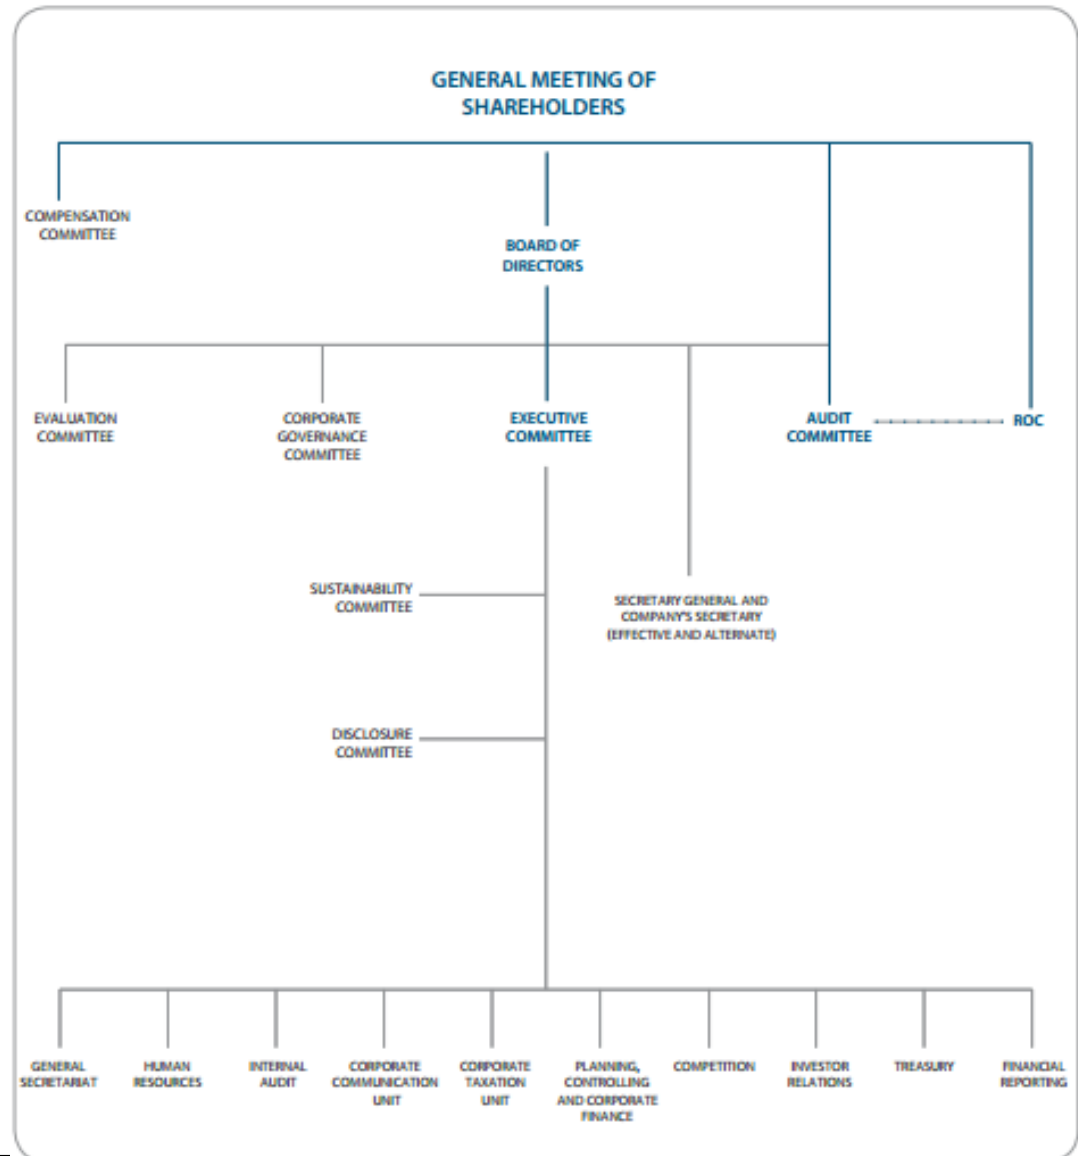 GENERAL MEETING OF
SHAREHOLDERS
COMPENSATION
COMMITTEE
BOARD OF
DIRECTORS
EVALUATION
COMMITTEE
CORPORATE
GOVERNANCE
COMMITTEE
EXECUTIVE
COMMITTEE
AUDIT
COMMITTEE
ROC
SUSTAINABILITY
COMMITTEE
SECRETARY GENERAL AND
COMPANY'S SECRETARY
(EFFECTIVE AND ALTERNATE)
DISCLOSURE
COMMITTEE
GENERAL
SECRETARIAT
HUMAN
RESOURCES
INTERNAL
AUDIT
CORPORATE
COMMUNICATION
UNIT
CORPORATE
TAXATION
UNIT
PLANNING,
CONTROLLING
AND CORPORATE
FINANCE
COMPETITION
INVESTOR
RELATIONS
TREASURY
FINANCIAL
REPORTING